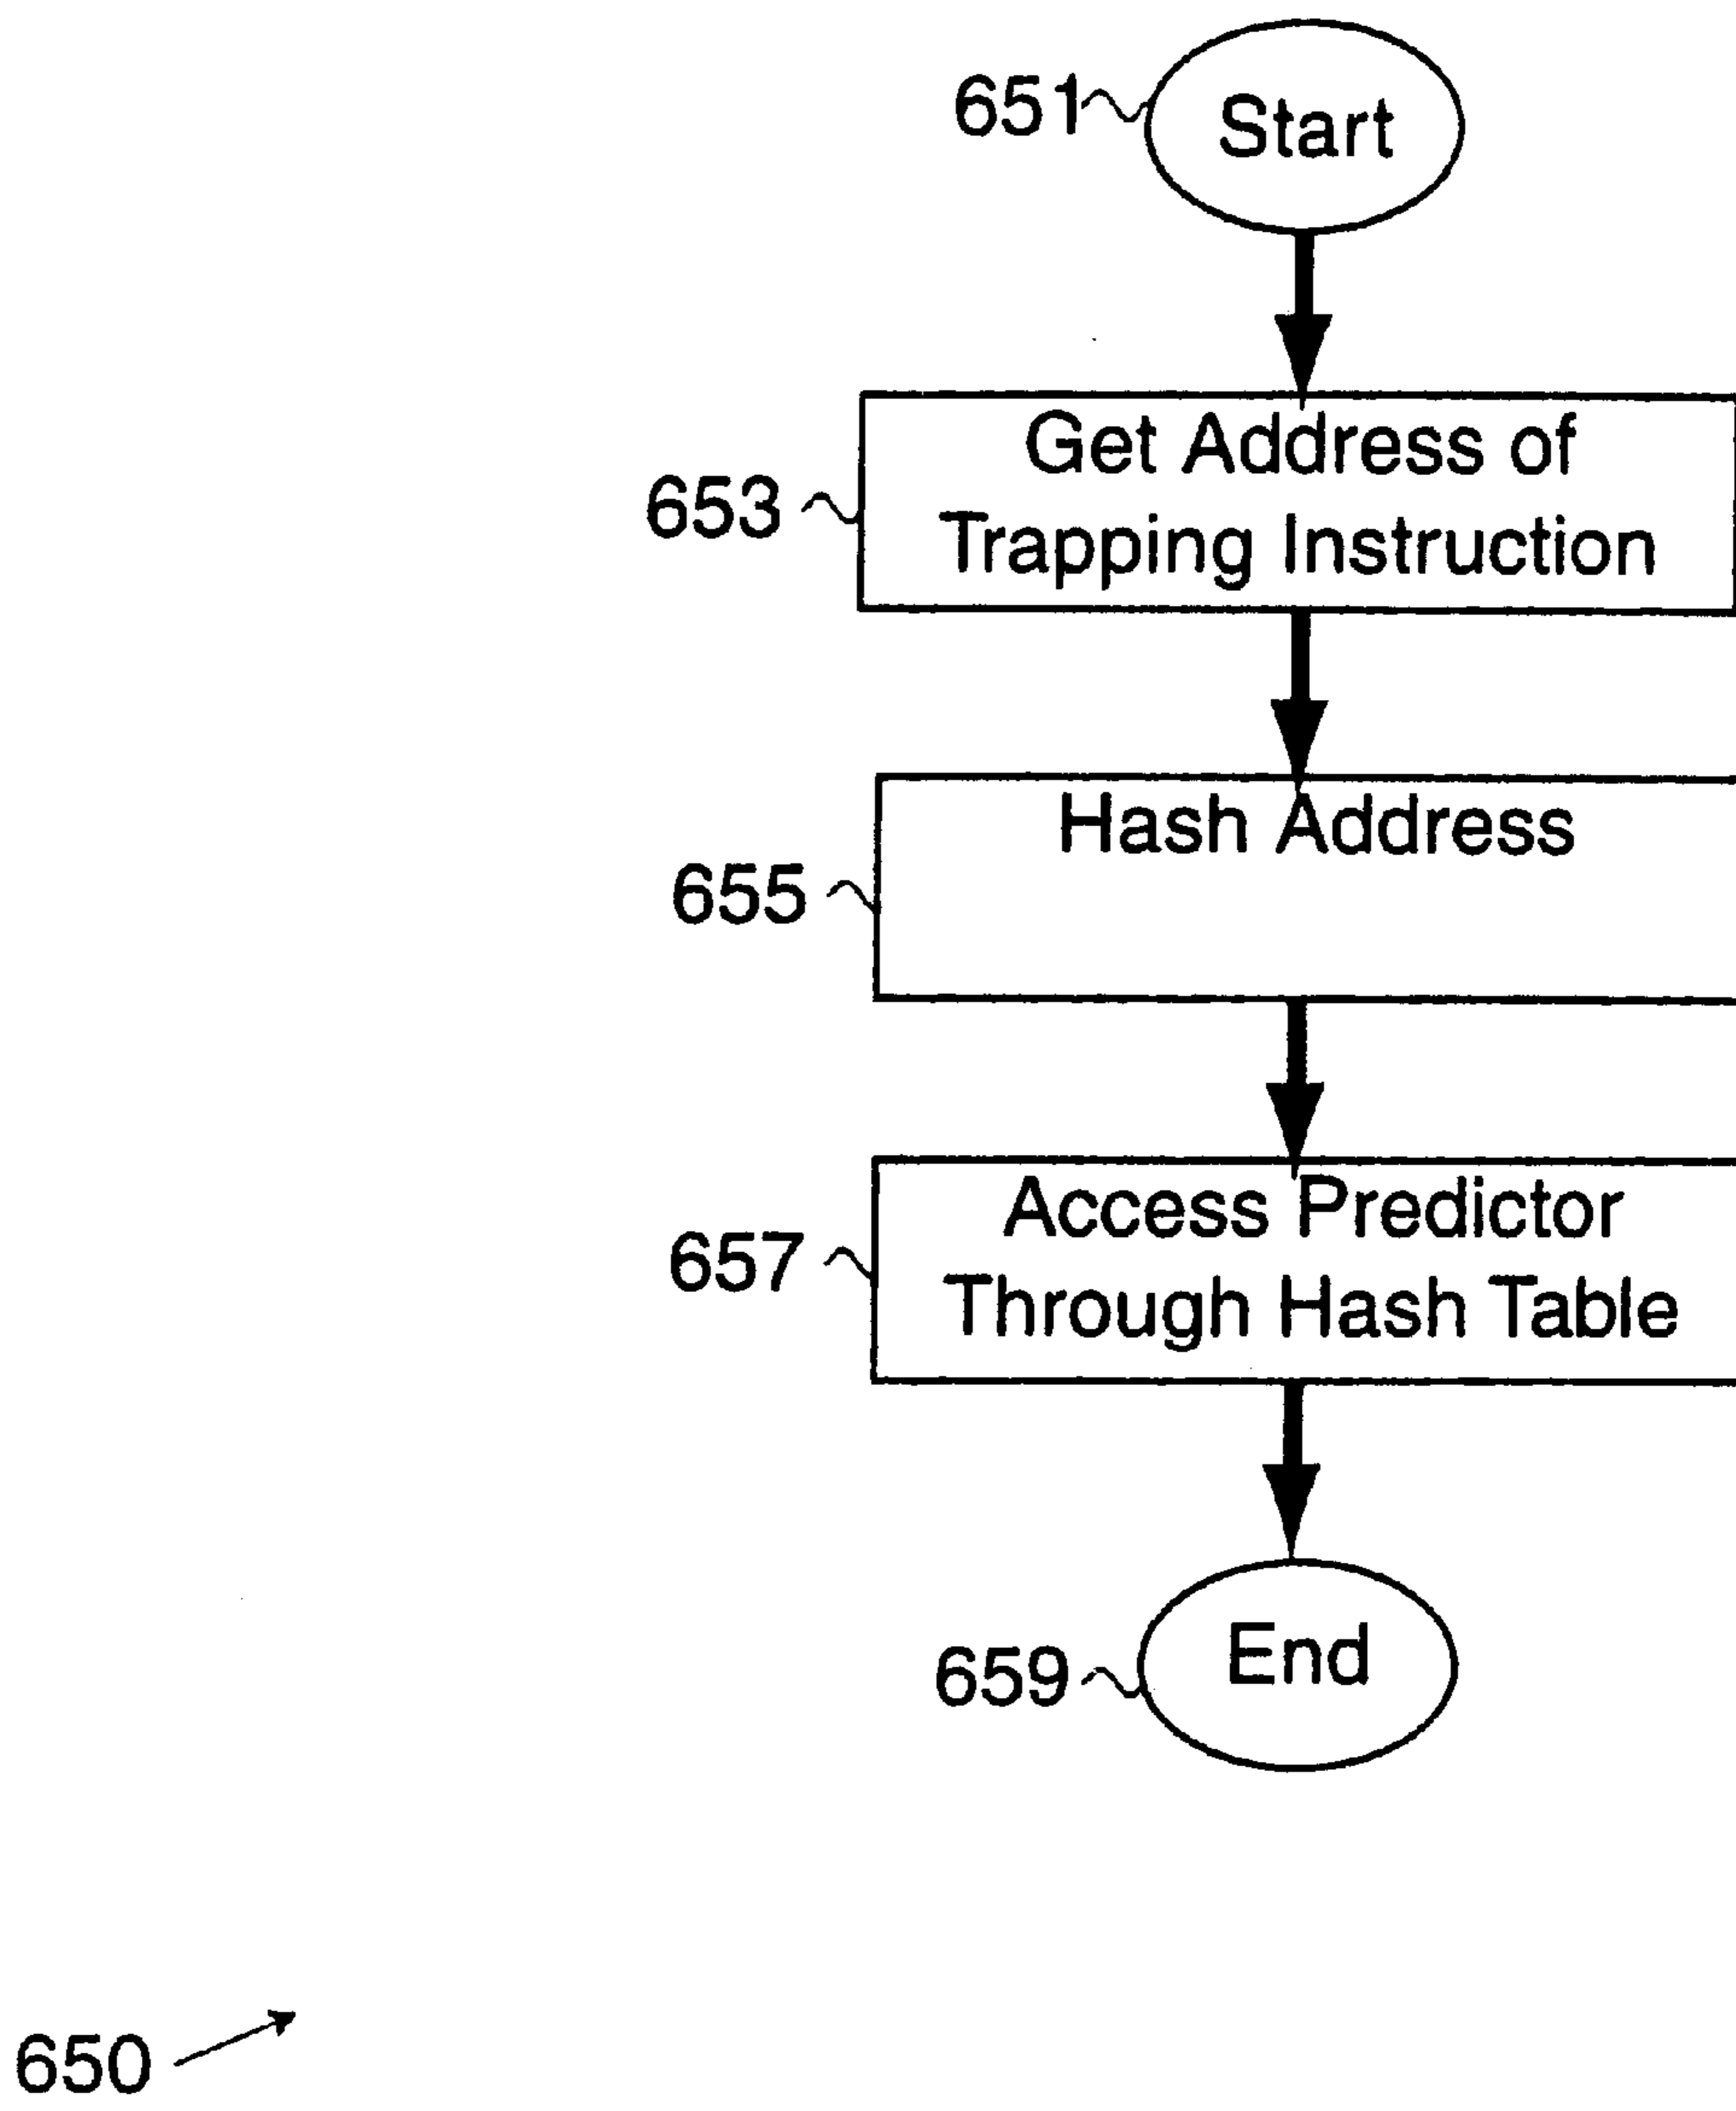 651
Start
653
Get Address of
Trapping Instruction
655
Hash Address
657
Access Predictor
Through Hash Table
659
End
650